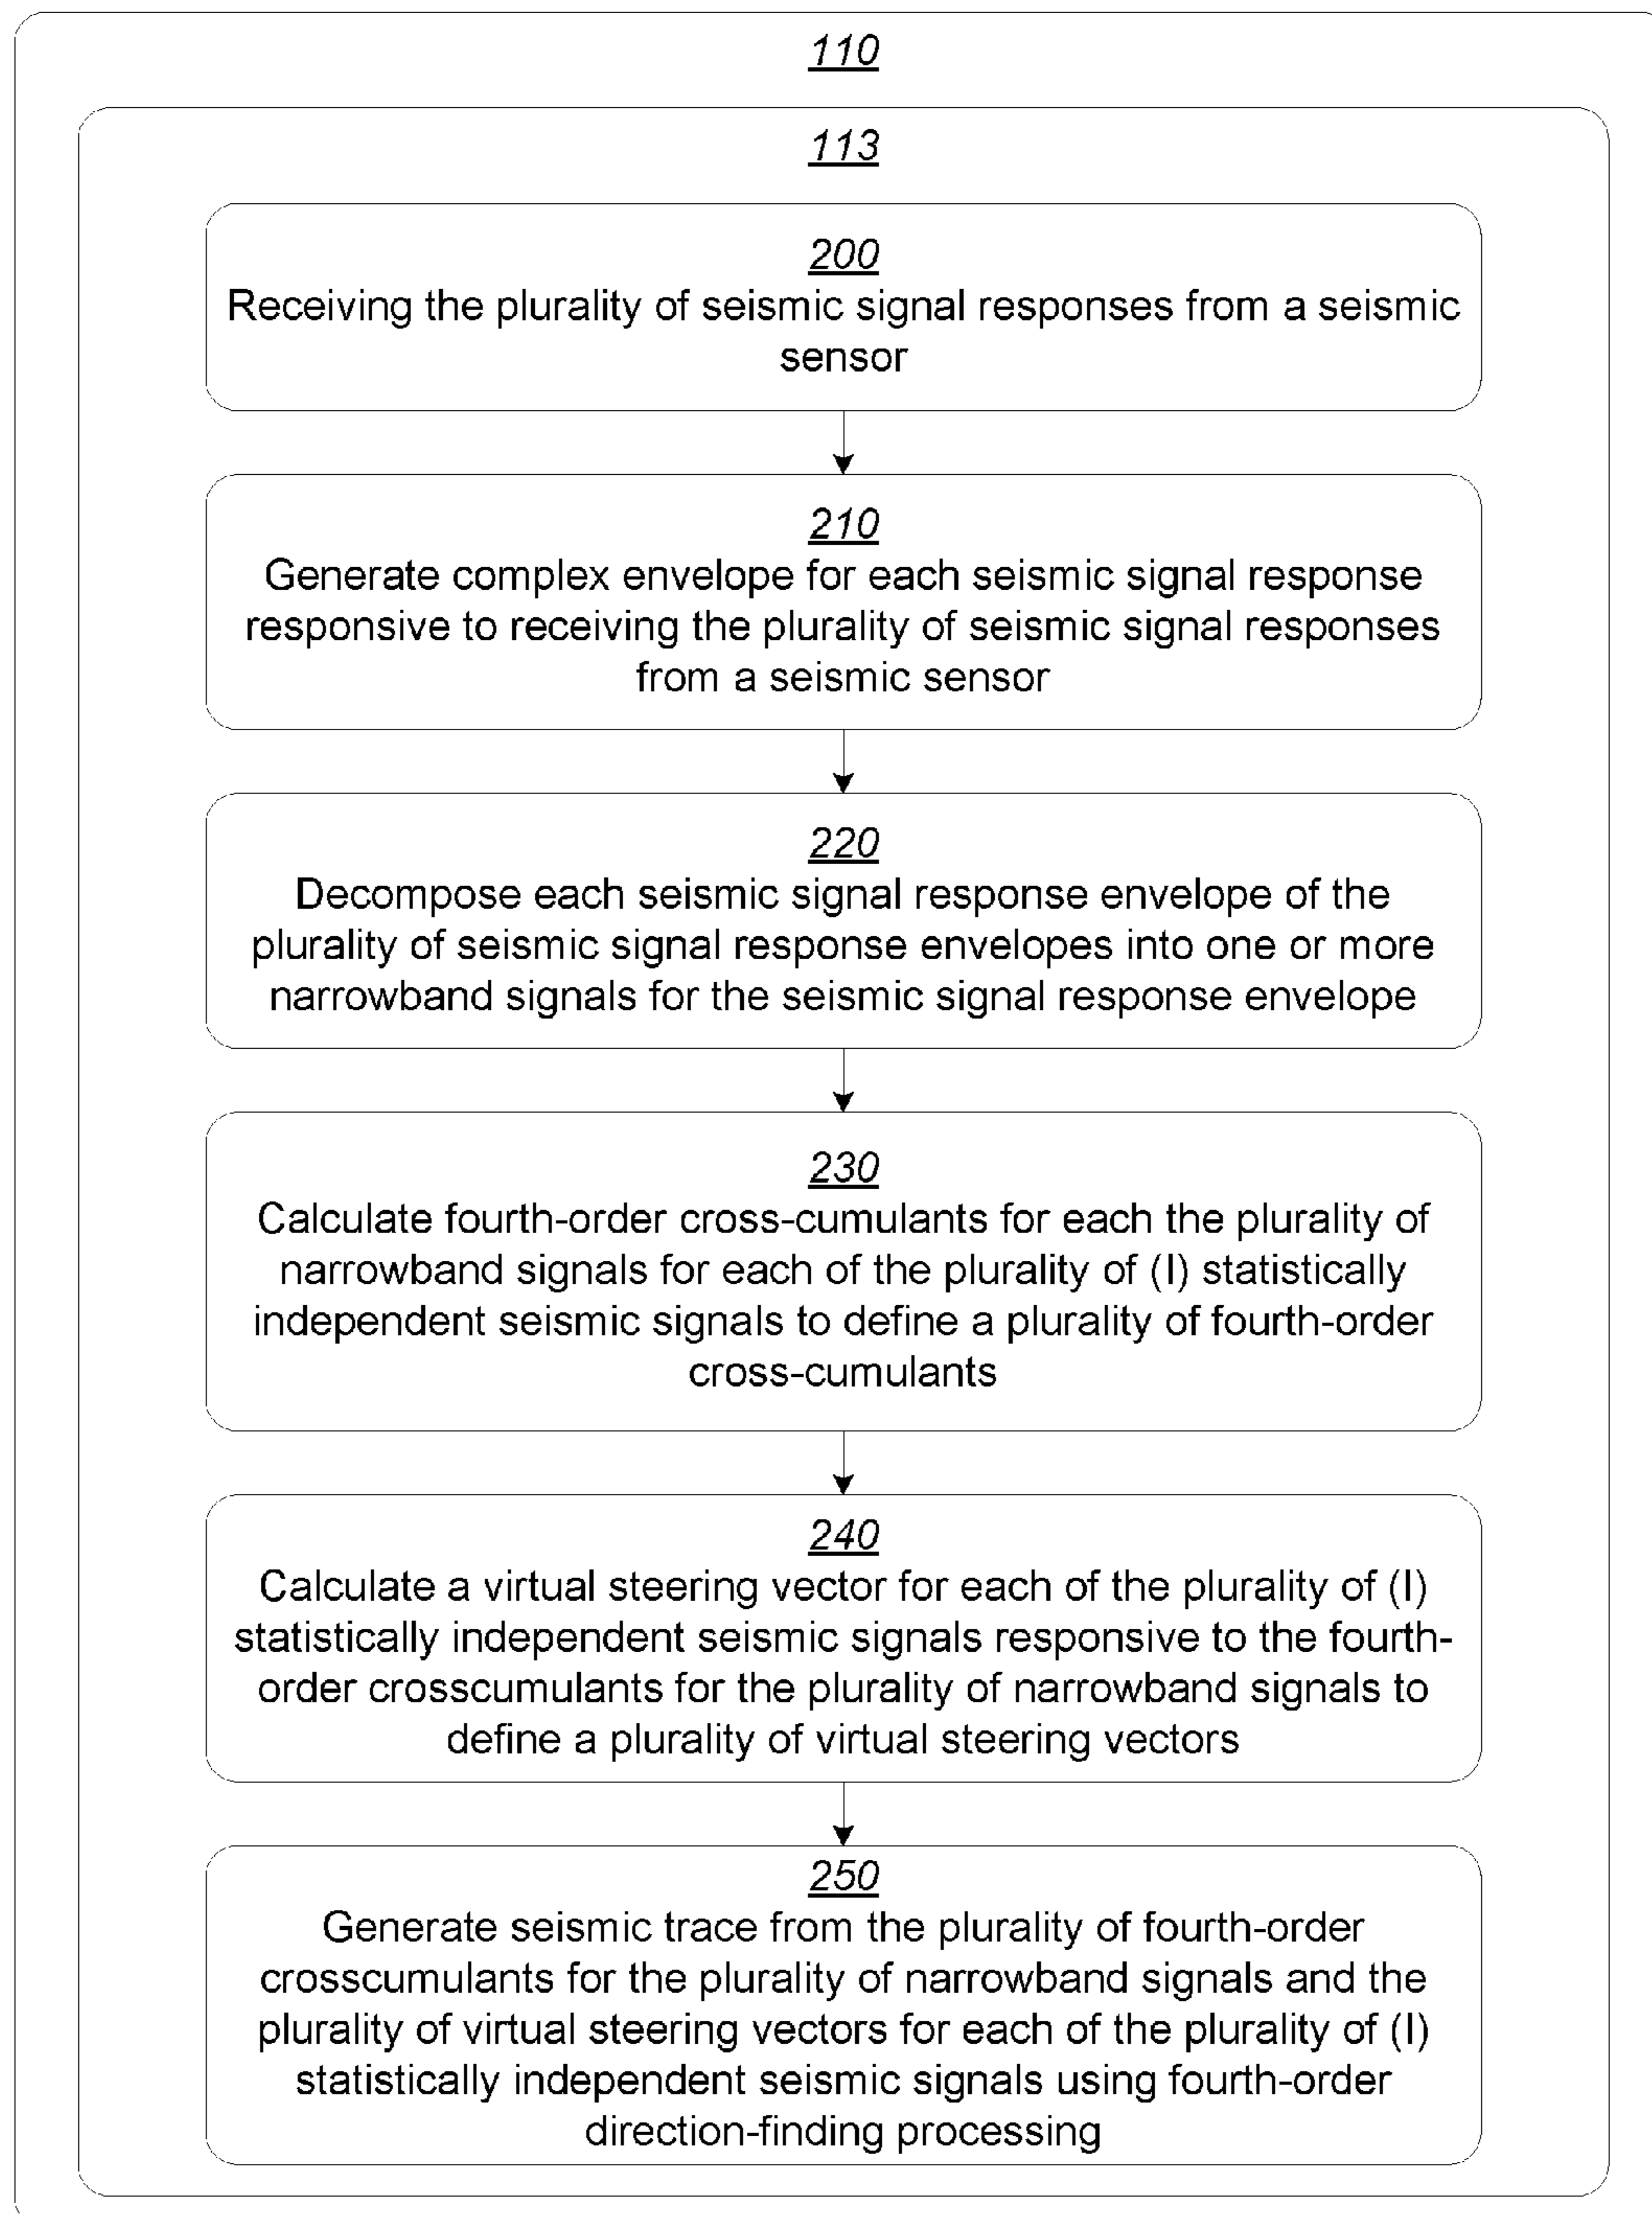 110
113
200
Receiving the plurality of seismic signal responses from a seismic
sensor
210
Generate complex envelope for each seismic signal response
responsive to receiving the plurality of seismic signal responses
from a seismic sensor
220
Decompose each seismic signal response envelope of the
plurality of seismic signal response envelopes into one or more
narrowband signals for the seismic signal response envelope
230
Calculate fourth-order cross-cumulants for each the plurality of
narrowband signals for each of the plurality of (I) statistically
independent seismic signals to define a plurality of fourth-order
cross-cumulants
240
Calculate a virtual steering vector for each of the plurality of (I)
statistically independent seismic signals responsive to the fourth-
order crosscumulants for the plurality of narrowband signals to
define a plurality of virtual steering vectors
250
Generate seismic trace from the plurality of fourth-order
crosscumulants for the plurality of narrowband signals and the
plurality of virtual steering vectors for each of the plurality of (I)
statistically independent seismic signals using fourth-order
direction-finding processing